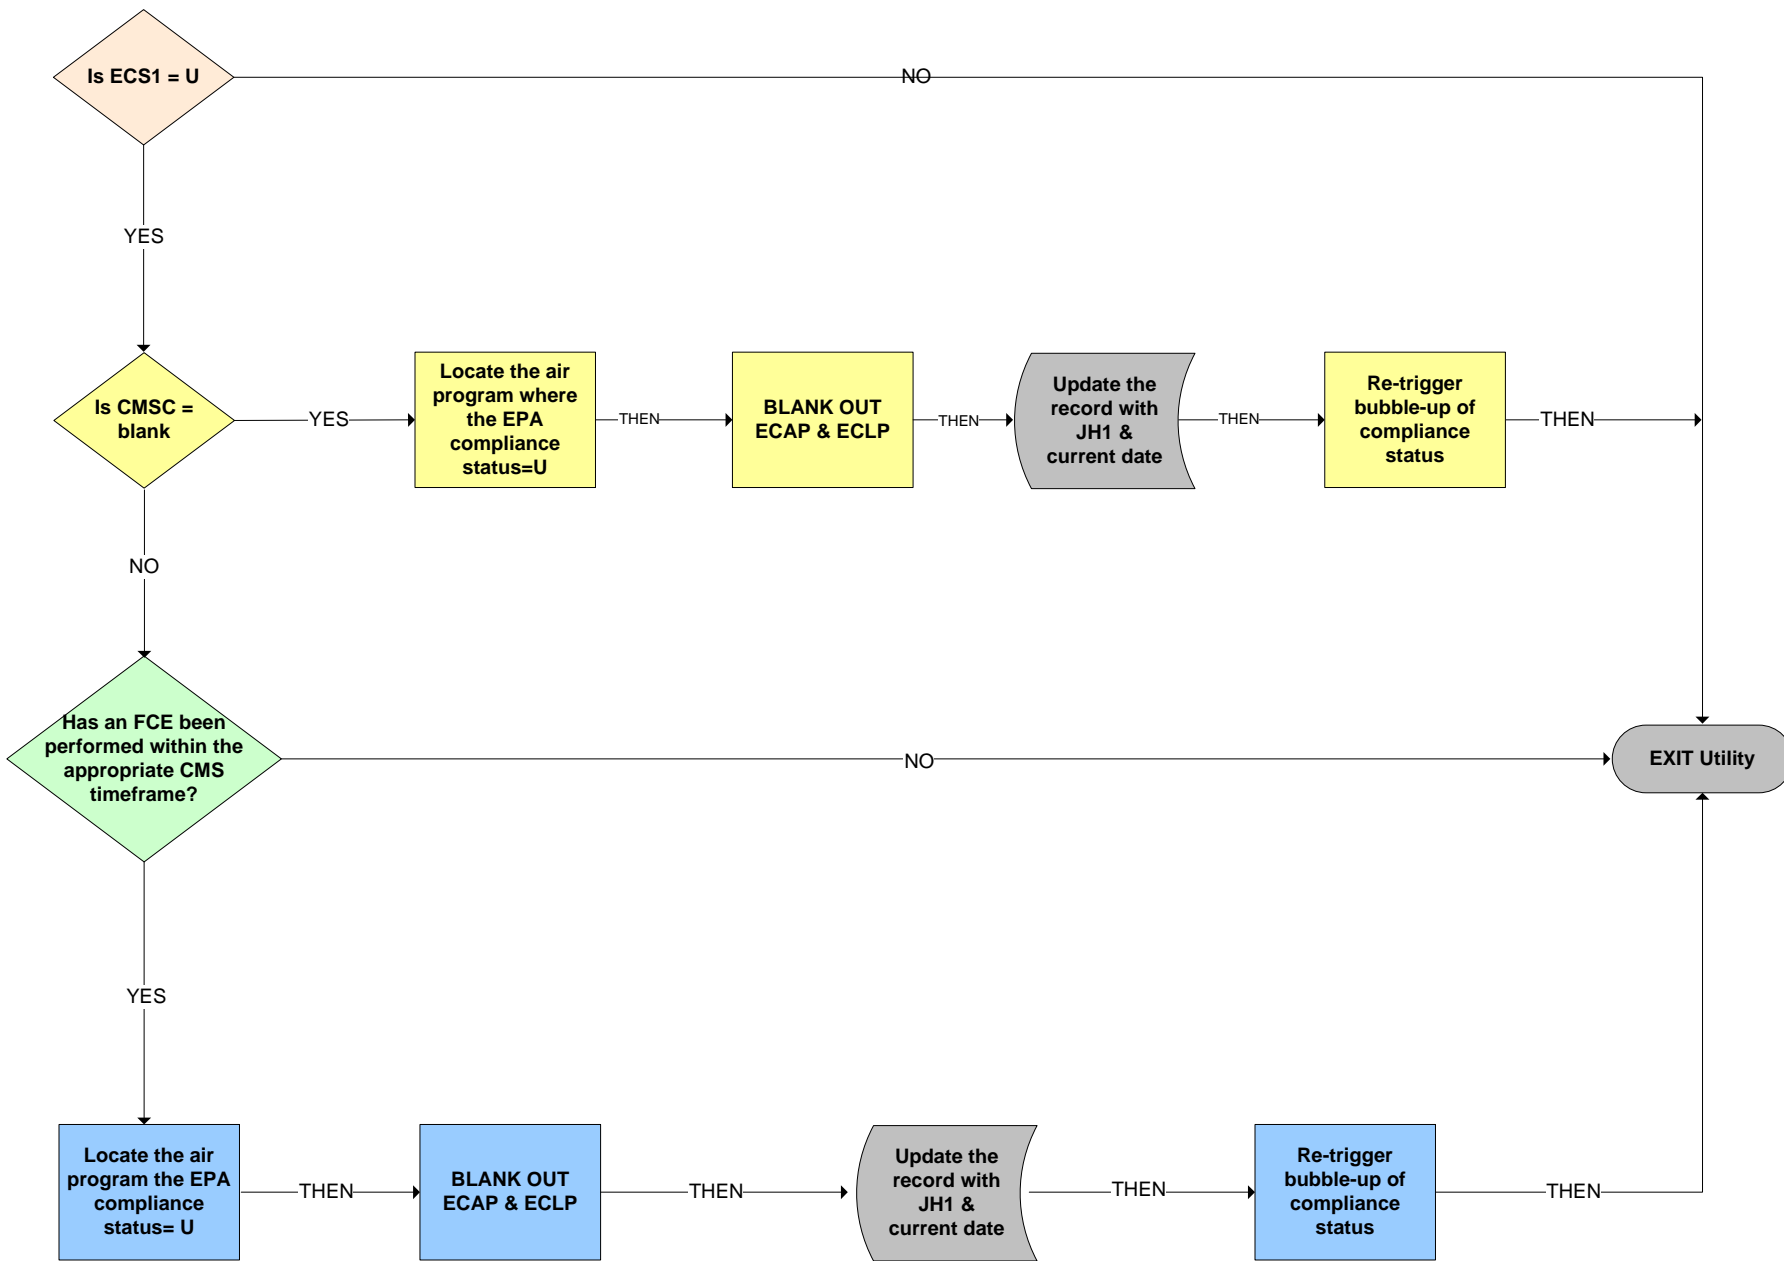 Is ECS1 = U
NO
YES
Is CMSC =
blank
YES
Locate the air
program where
the EPA
compliance
status=U
THEN
BLANK OUT
ECAP & ECLP
THEN
Update the
record with
JH1 &
current date
THEN
Re-trigger
bubble-up of
compliance
status
THEN
NO
Has an FCE been
performed within the
appropriate CMS
timeframe?
NO
EXIT Utility
YES
Locate the air
program the EPA
compliance
status= U
THEN
BLANK OUT
ECAP & ECLP
THEN
Update the
record with
JH1 &
current date
THEN
Re-trigger
bubble-up of
compliance
status
THEN